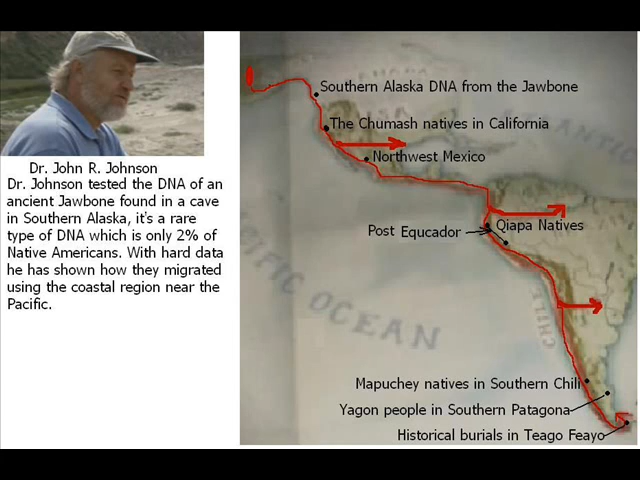 Dr. John R. Johnson
Dr. Johnson tested the DNA of an
ancient Jawbone found in a cave
in Southern Alaska, it's a rare
type of DNA which is only 2% of
Native Americans. With hard data
he has shown how they migrated
using the coastal region near the
Pacific.
Southern Alaska DNA from the Jawbone
The Chumash natives in California
Northwest Mexico
ATLANTIC
Qiapa Natives
Post Equcador
PACIFIC OCEAN
CHILE
Mapuchey natives in Southern Chili
Yagon people in Southern Patagona
Historical burials in Teago Feayo